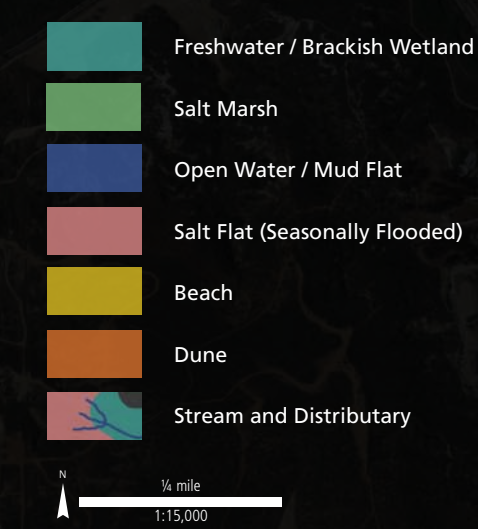 Freshwater / Brackish Wetland
Salt Marsh
Open Water / Mud Flat
Salt Flat (Seasonally Flooded)
Beach
Dune
Stream and Distributary
N
¼ mile
1:15,000